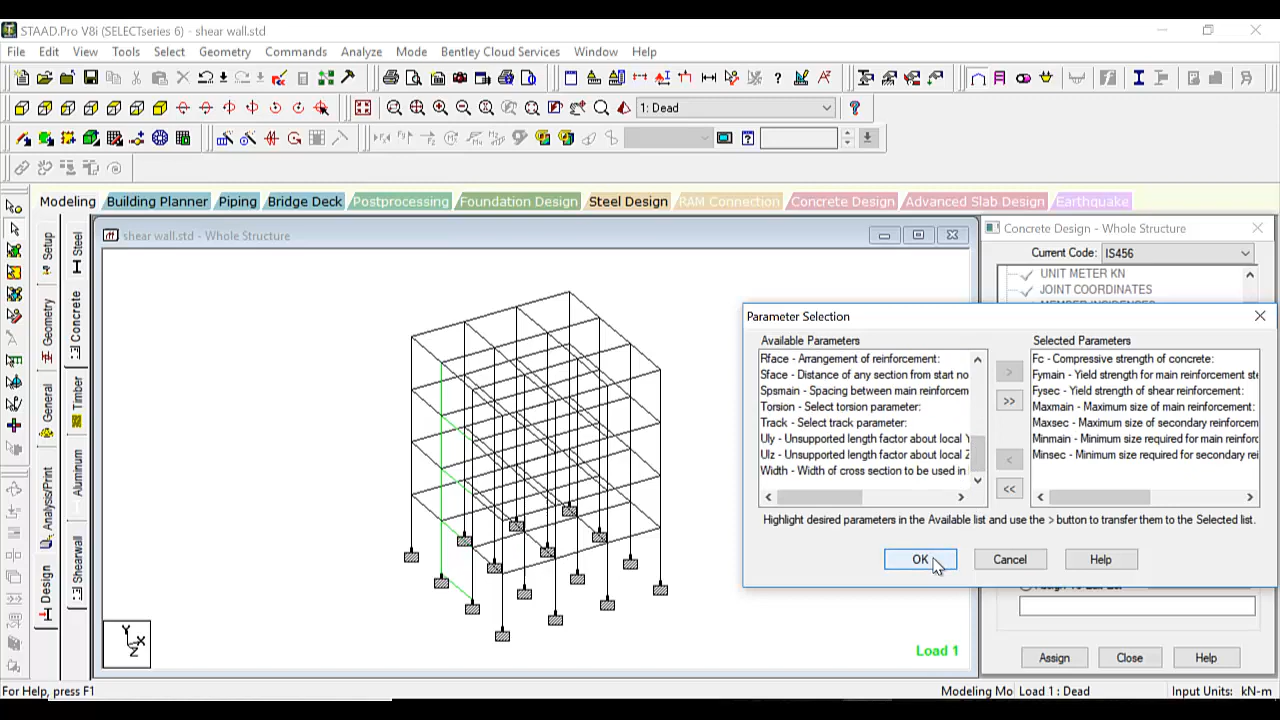 STAAD.Pro V8i (SELECTseries 6) - shear wall.std
File Edit View Tools Select Geometry Commands Analyze Mode Bentley Cloud Services Window Help
1: Dead
Modeling Building Planner Piping Bridge Deck Postprocessing Foundation Design Steel Design RAM Connection Concrete Design Advanced Slab Design Earthquake
Setup
Geometry
General
Analysis/Print
Design
Steel
Concrete
Timber
Aluminum
Shearwall
shear wall.std - Whole Structure
Y
X
Z
Load 1
Concrete Design - Whole Structure
Current Code: IS456
UNIT METER KN
JOINT COORDINATES
Parameter Selection
Available Parameters
Rface - Arrangement of reinforcement:
Sface - Distance of any section from start no
Spsmain - Spacing between main reinforcem
Torsion - Select torsion parameter:
Track - Select track parameter:
Uly - Unsupported length factor about local Y
Ulz - Unsupported length factor about local Z
Width - Width of cross section to be used in
>
>>
<
<<
Selected Parameters
Fc - Compressive strength of concrete:
Fymain - Yield strength for main reinforcement ste
Fysec - Yield strength of shear reinforcement:
Maxmain - Maximum size of main reinforcement:
Maxsec - Maximum size of secondary reinforcem
Minmain - Minimum size required for main reinforc
Minsec - Minimum size required for secondary rei
Highlight desired parameters in the Available list and use the > button to transfer them to the Selected list.
OK Cancel Help
Assign Close Help
For Help, press F1
Modeling Mo Load 1 : Dead Input Units: kN-m